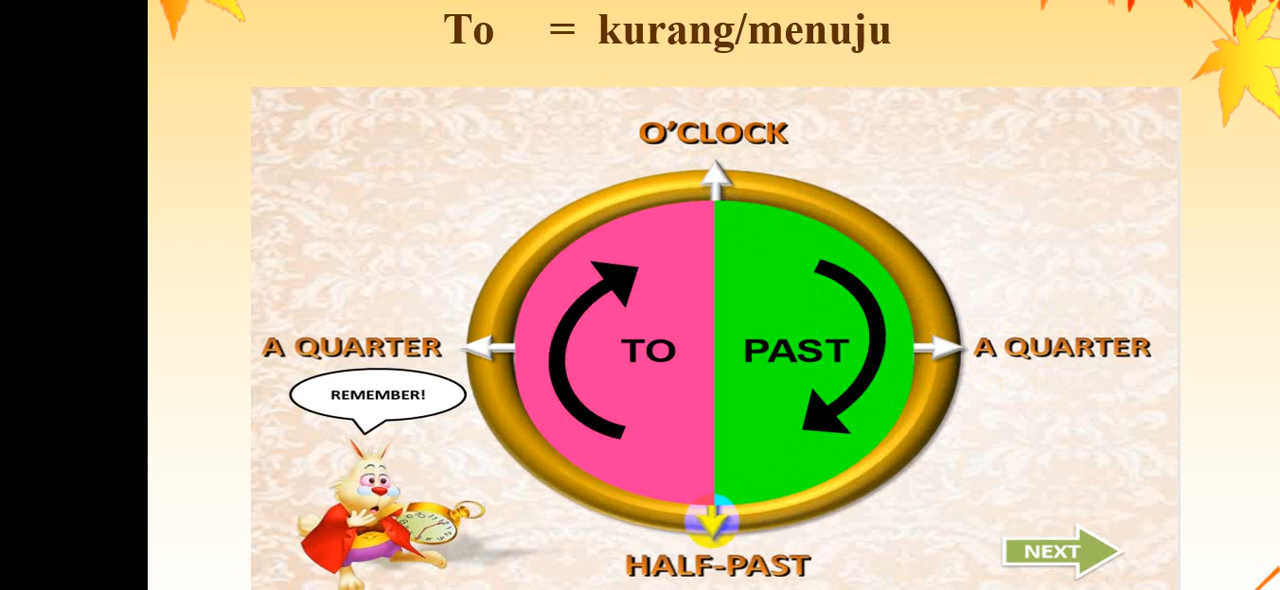 To = kurang/menuju
O'CLOCK
TO PAST
A QUARTER A QUARTER
REMEMBER!
HALF-PAST
NEXT